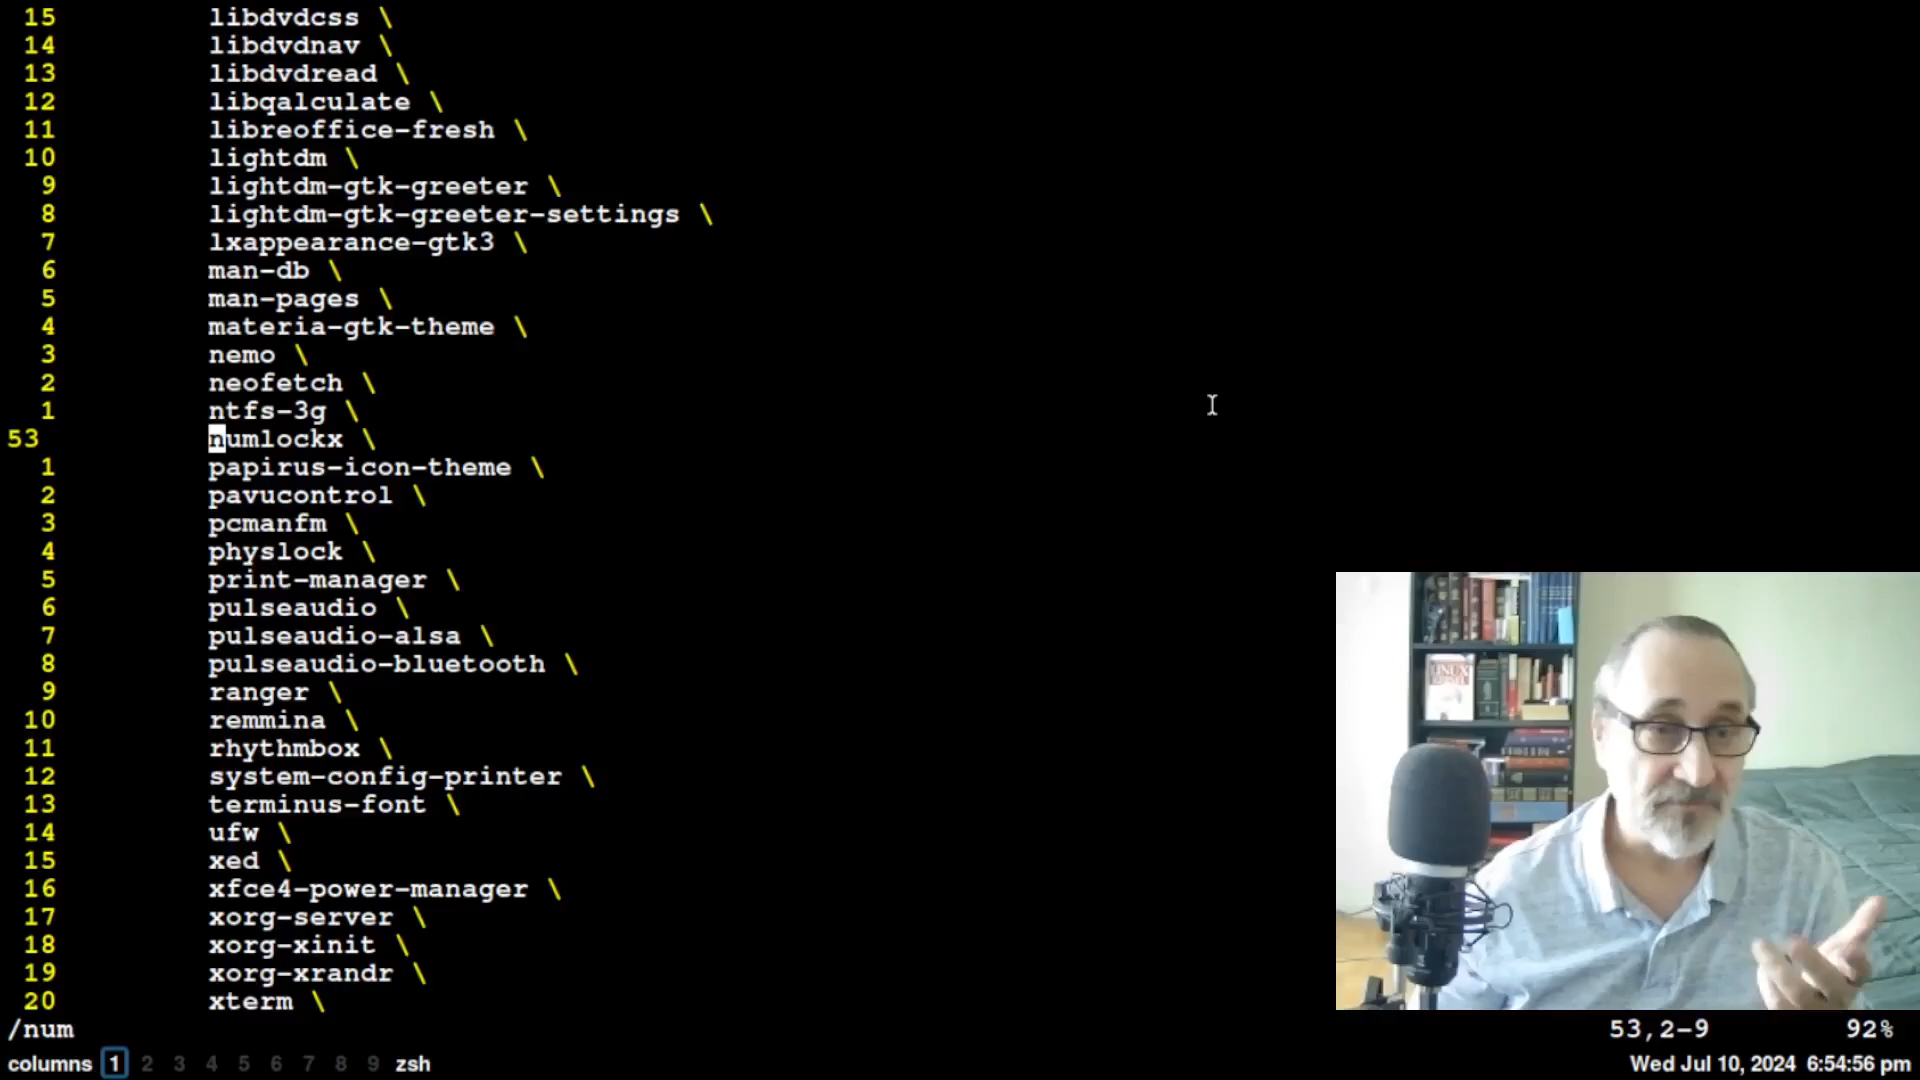 15 libdvdcss \
14 libdvdnav \
13 libdvdread \
12 libqalculate \
11 libreoffice-fresh \
10 lightdm \
9 lightdm-gtk-greeter \
8 lightdm-gtk-greeter-settings \
7 lxappearance-gtk3 \
6 man-db \
5 man-pages \
4 materia-gtk-theme \
3 nemo \
2 neofetch \
1 ntfs-3g \
53 numlockx \
1 papirus-icon-theme \
2 pavucontrol \
3 pcmanfm \
4 physlock \
5 print-manager \
6 pulseaudio \
7 pulseaudio-alsa \
8 pulseaudio-bluetooth \
9 ranger \
10 remmina \
11 rhythmbox \
12 system-config-printer \
13 terminus-font \
14 ufw \
15 xed \
16 xfce4-power-manager \
17 xorg-server \
18 xorg-xinit \
19 xorg-xrandr \
20 xterm \
LINUX
/num 53,2-9 92%
columns 1 2 3 4 5 6 7 8 9 zsh Wed Jul 10, 2024 6:54:56 pm